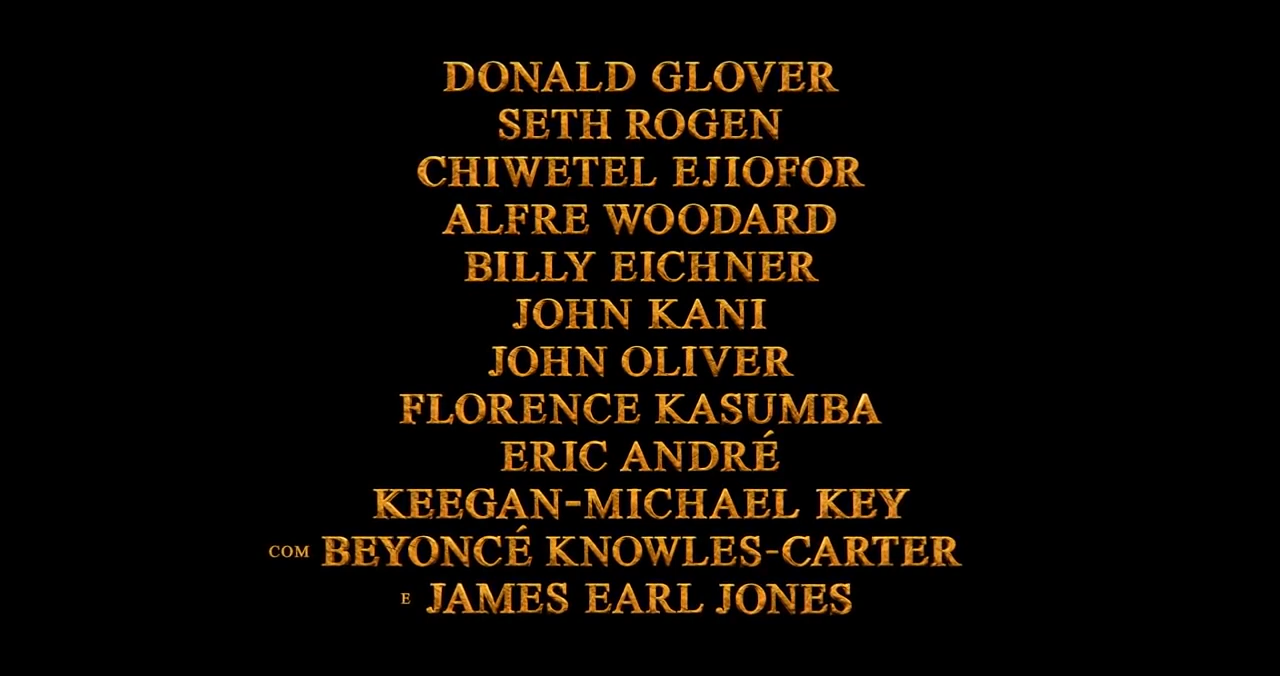 DONALD GLOVER
SETH ROGEN
CHIWETEL EJIOFOR
ALFRE WOODARD
BILLY EICHNER
JOHN KANI
JOHN OLIVER
FLORENCE KASUMBA
ERIC ANDRÉ
KEEGAN-MICHAEL KEY
COM BEYONCÉ KNOWLES-CARTER
E JAMES EARL JONES